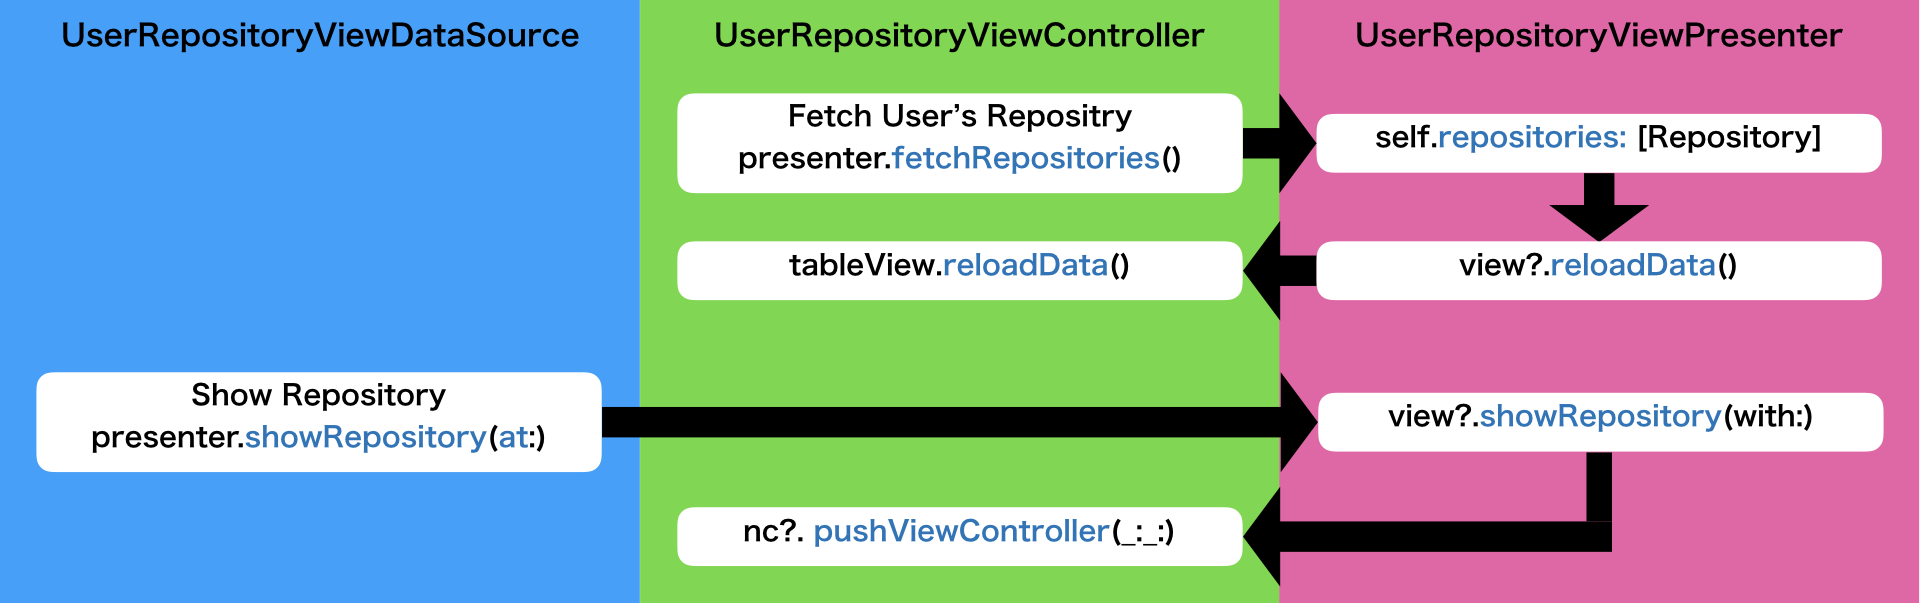 UserRepositoryViewDataSource
UserRepositoryViewController
UserRepositoryViewPresenter
Fetch User’s Repositry
presenter.fetchRepositories()
self.repositories: [Repository]
tableView.reloadData()
view?.reloadData()
Show Repository
presenter.showRepository(at:)
view?.showRepository(with:)
nc?. pushViewController(_:_:)